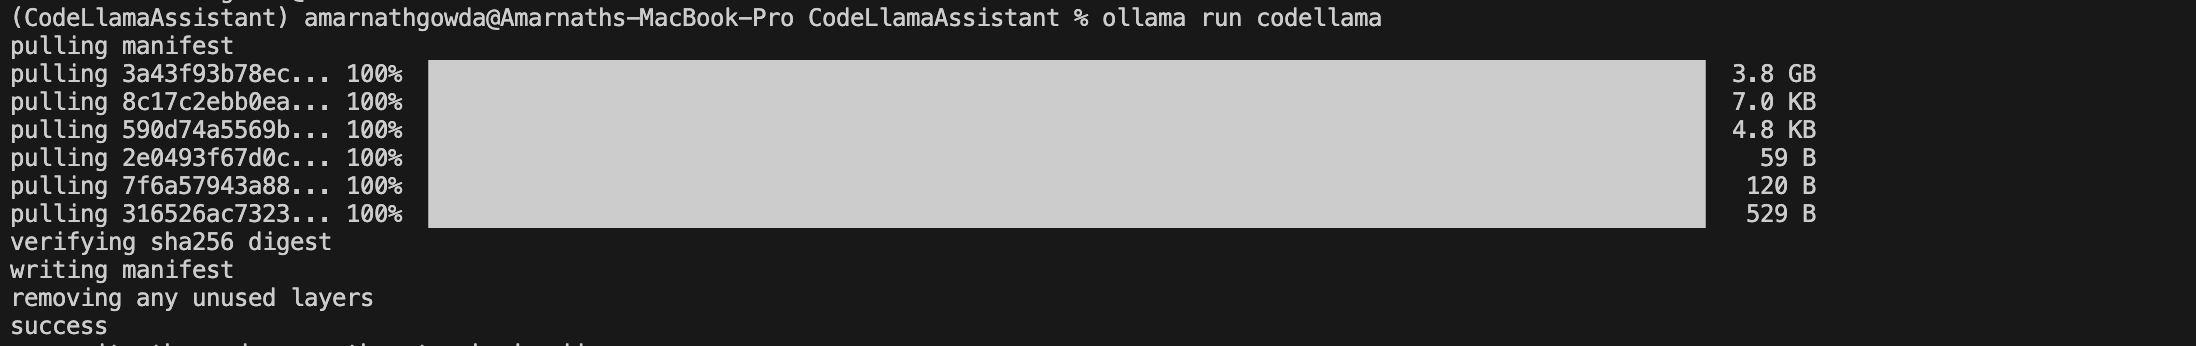 (CodeLlamaAssistant) amarnathgowda@Amarnaths-MacBook-Pro CodeLlamaAssistant % ollama run codellama
pulling manifest
pulling 3a43f93b78ec... 100% 3.8 GB
pulling 8c17c2ebb0ea... 100% 7.0 KB
pulling 590d74a5569b... 100% 4.8 KB
pulling 2e0493f67d0c... 100% 59 B
pulling 7f6a57943a88... 100% 120 B
pulling 316526ac7323... 100% 529 B
verifying sha256 digest
writing manifest
removing any unused layers
success